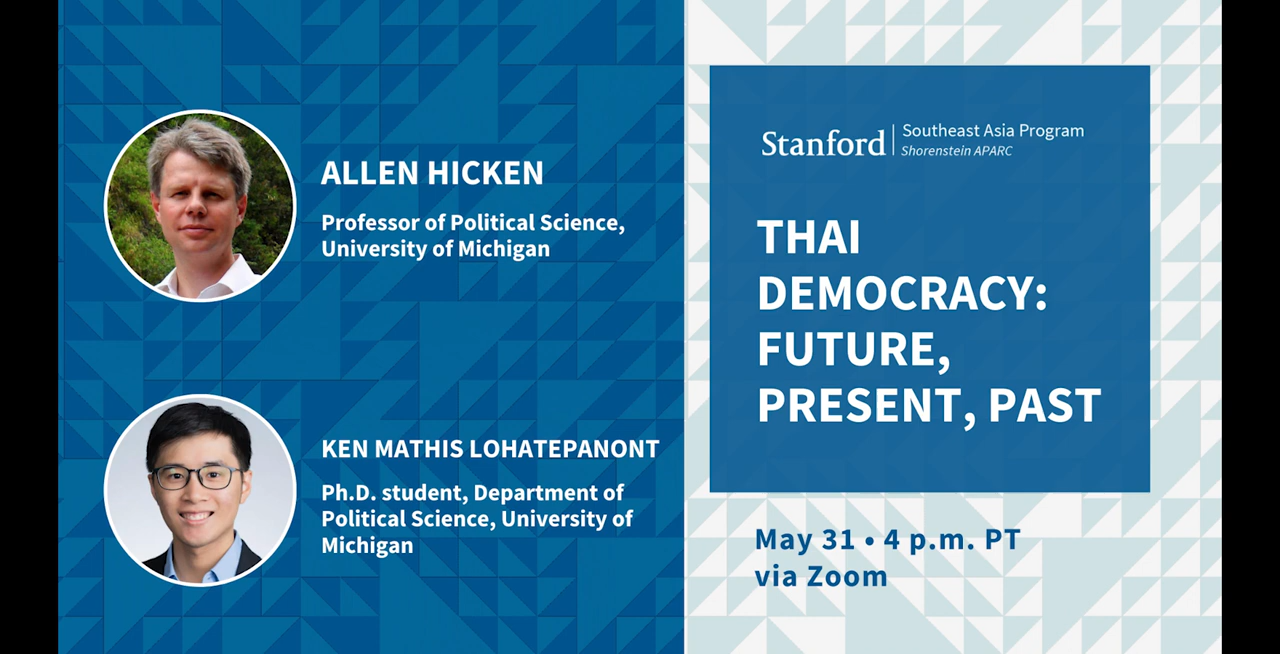 ALLEN HICKEN
Professor of Political Science,
University of Michigan
KEN MATHIS LOHATEPANONT
Ph.D. student, Department of
Political Science, University of
Michigan
Stanford | Southeast Asia Program
Shorenstein APARC
THAI
DEMOCRACY:
FUTURE,
PRESENT, PAST
May 31 • 4 p.m. PT
via Zoom